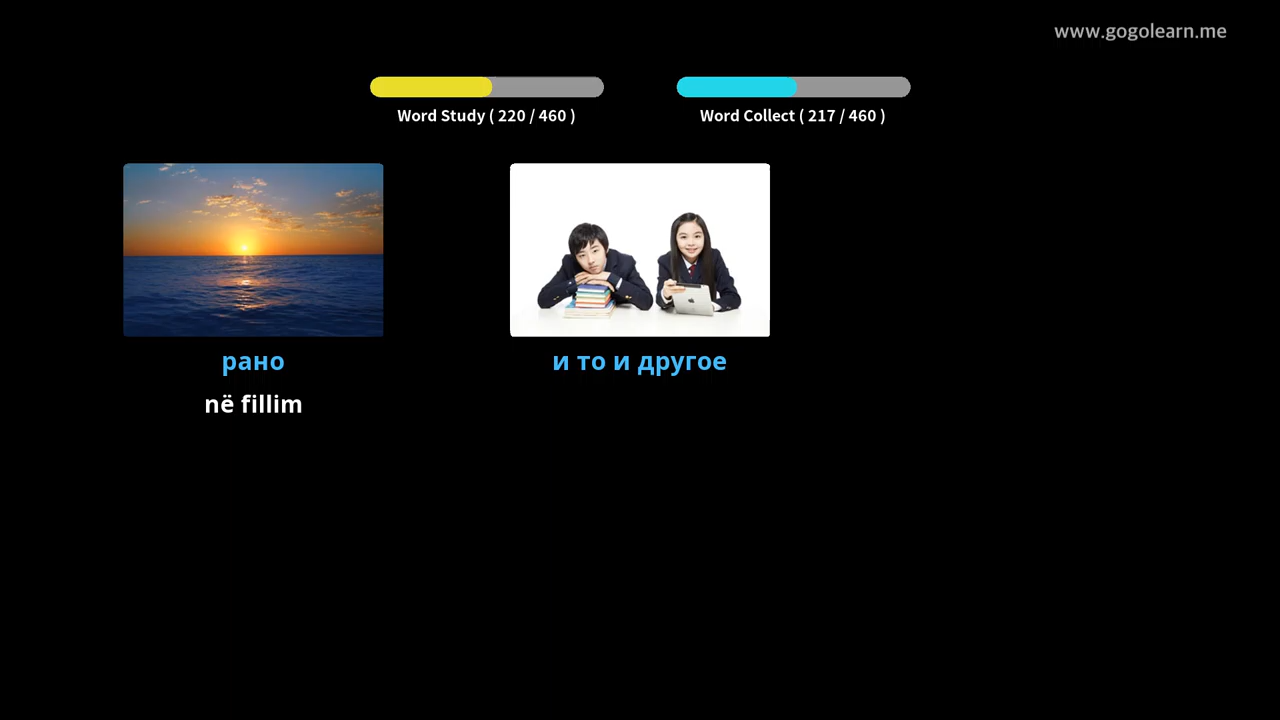 www.gogolearn.me
Word Study ( 220 / 460 )
Word Collect ( 217 / 460 )
рано
и то и другое
në fillim